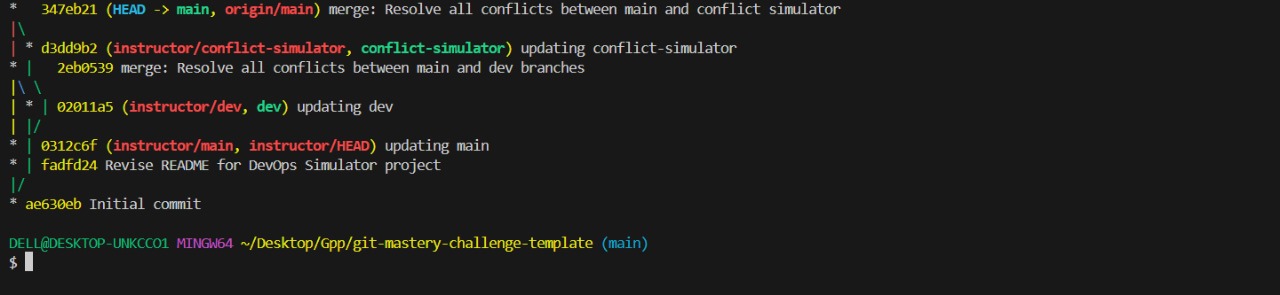 *   347eb21 (HEAD -> main, origin/main) merge: Resolve all conflicts between main and conflict simulator
|\
| * d3dd9b2 (instructor/conflict-simulator, conflict-simulator) updating conflict-simulator
* |   2eb0539 merge: Resolve all conflicts between main and dev branches
|\ \
| * | 02011a5 (instructor/dev, dev) updating dev
| |/
* | 0312c6f (instructor/main, instructor/HEAD) updating main
* | fadfd24 Revise README for DevOps Simulator project
|/
* ae630eb Initial commit
DELL@DESKTOP-UNKCCO1 MINGW64 ~/Desktop/Gpp/git-mastery-challenge-template (main)
$